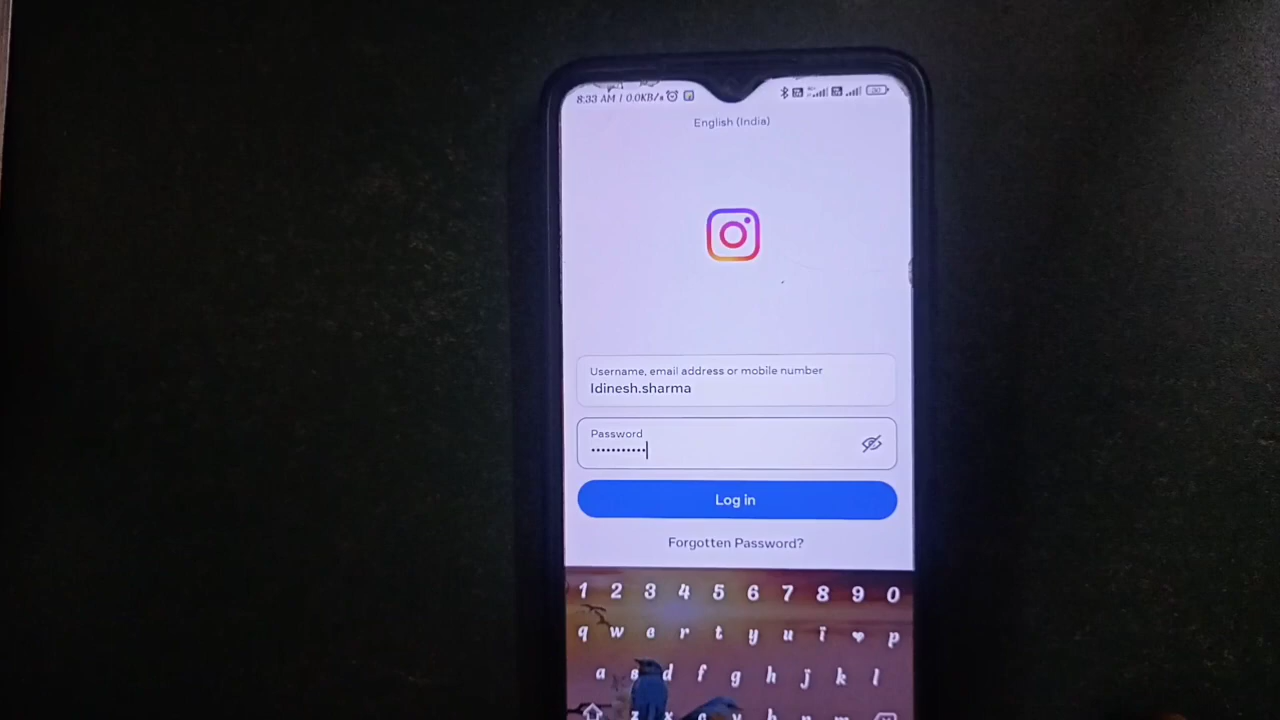 8:33 AM / 0.0KB/s
English (India)
Username, email address or mobile number
ldinesh.sharma
Password
•••••••••••
Log in
Forgotten Password?
1 2 3 4 5 6 7 8 9 0
q w e r t y u i ❤ p
a s d f g h j k l